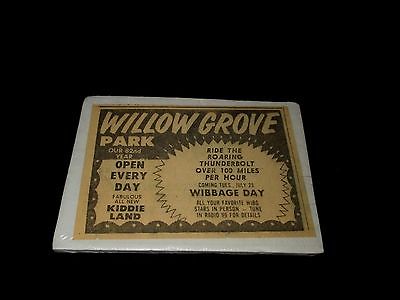 WILLOW GROVE
PARK
OUR 62nd
YEAR
OPEN
EVERY
DAY
FABULOUS
ALL NEW
KIDDIE
LAND
RIDE THE
ROARING
THUNDERBOLT
OVER 100 MILES
PER HOUR
COMING TUES., JULY 25
WIBBAGE DAY
ALL YOUR FAVORITE WIBG
STARS IN PERSON — TUNE
IN RADIO 99 FOR DETAILS